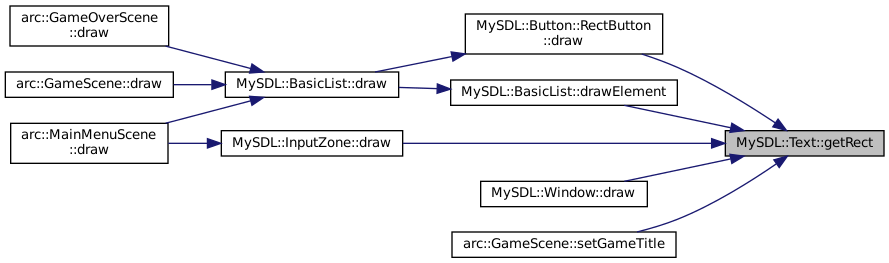 arc::GameOverScene
::draw
arc::GameScene::draw
arc::MainMenuScene
::draw
MySDL::BasicList::draw
MySDL::InputZone::draw
MySDL::Button::RectButton
::draw
MySDL::BasicList::drawElement
MySDL::Window::draw
arc::GameScene::setGameTitle
MySDL::Text::getRect